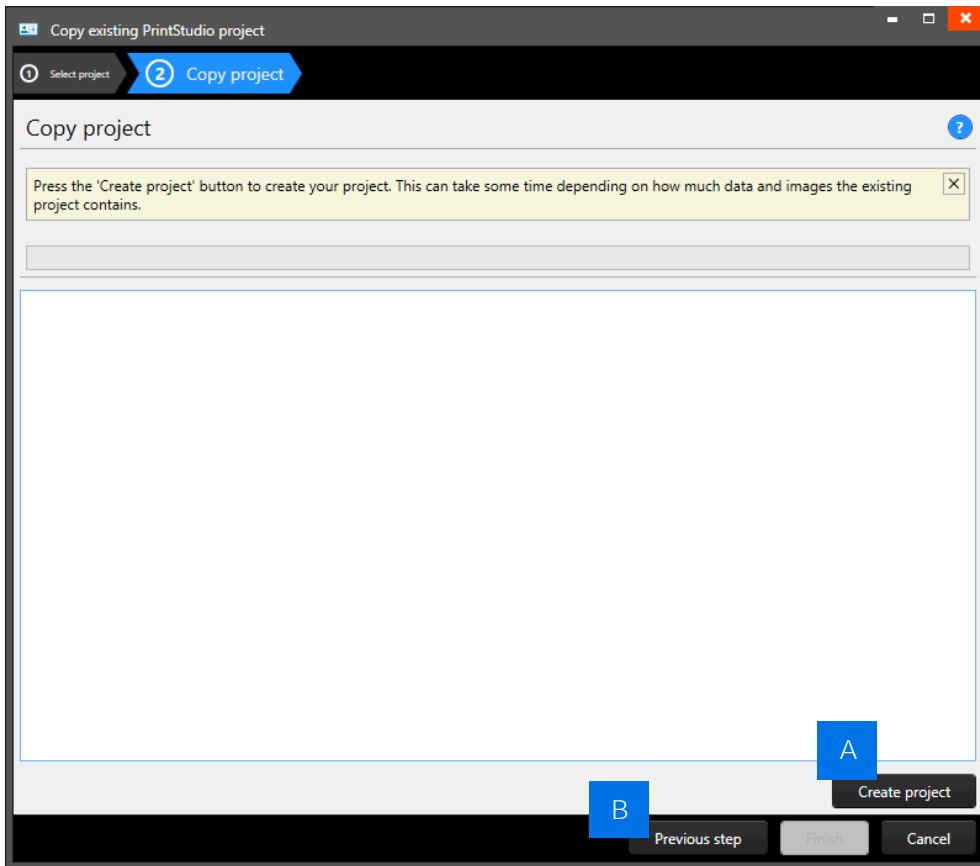 Copy existing PrintStudio project
1 Select project
2 Copy project
Copy project
?
Press the 'Create project' button to create your project. This can take some time depending on how much data and images the existing
project contains.
A
Create project
B
Previous step
Finish
Cancel